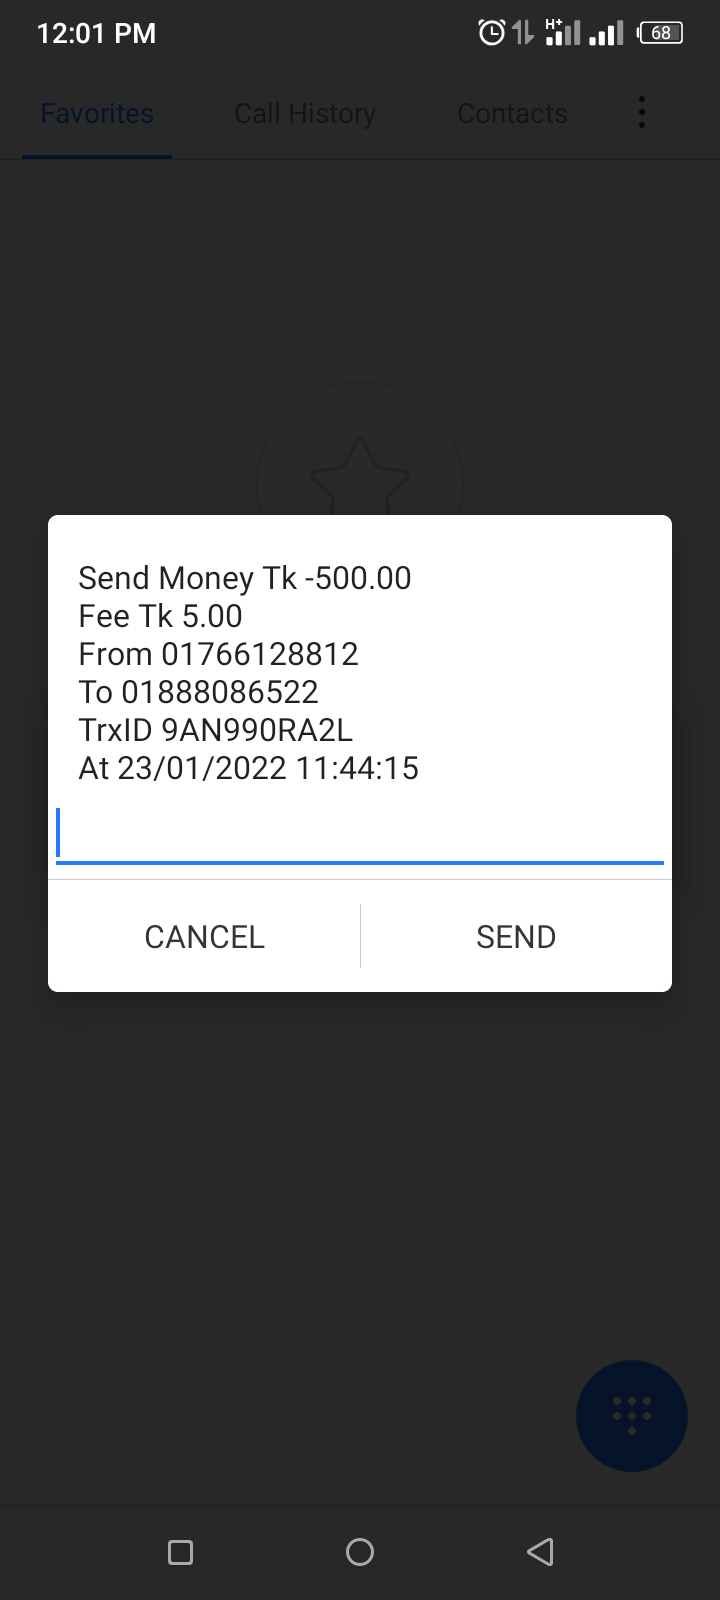 12:01 PM
H+
68
Favorites
Call History
Contacts
Send Money Tk -500.00
Fee Tk 5.00
From 01766128812
To 01888086522
TrxID 9AN990RA2L
At 23/01/2022 11:44:15
CANCEL
SEND